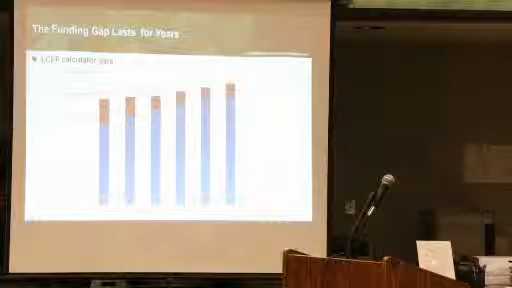 The Funding Gap Lasts for Years
LCFF calculator data